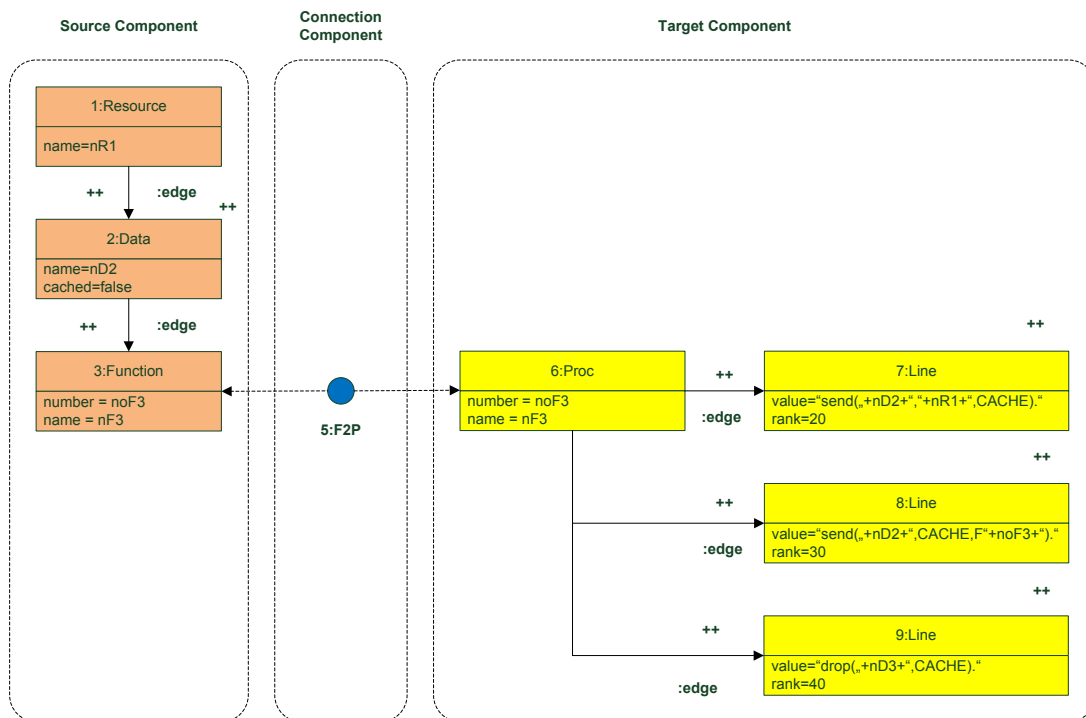 Source Component
Connection
Component
Target Component
1:Resource
name=nR1
++ :edge
++
2:Data
name=nD2
cached=false
++ :edge
3:Function
number = noF3
name = nF3
5:F2P
6:Proc
number = noF3
name = nF3
++
:edge
++
7:Line
value=“send(„+nD2+“,“+nR1+“,CACHE).“
rank=20
++
:edge
++
8:Line
value=“send(„+nD2+“,CACHE,F“+noF3+“).“
rank=30
++
:edge
++
9:Line
value=“drop(„+nD3+“,CACHE).“
rank=40